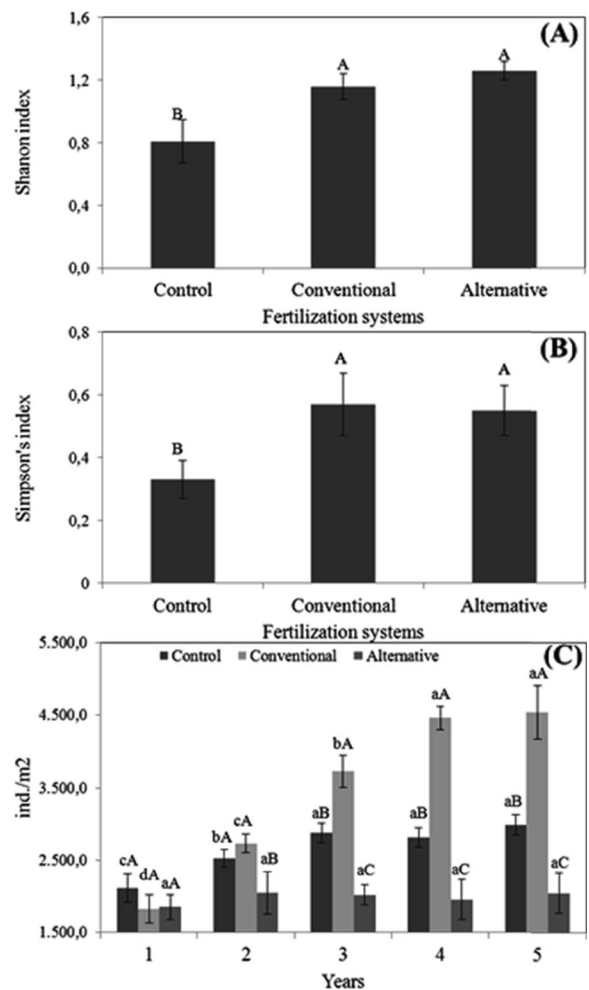 (A)
1,6
1,2
0,8
0,4
0,0
Shanon index
B
A
A
Control Conventional Alternative
Fertilization systems
(B)
0,8
0,6
0,4
0,2
0
Simpson's index
B
A
A
Control Conventional Alternative
Fertilization systems
(C)
Control Conventional Alternative
5.500,0
4.500,0
3.500,0
2.500,0
1.500,0
ind./m2
cA dA aA
bA cA aB
aB bA aC
aB aA aC
aB aA aC
1 2 3 4 5
Years